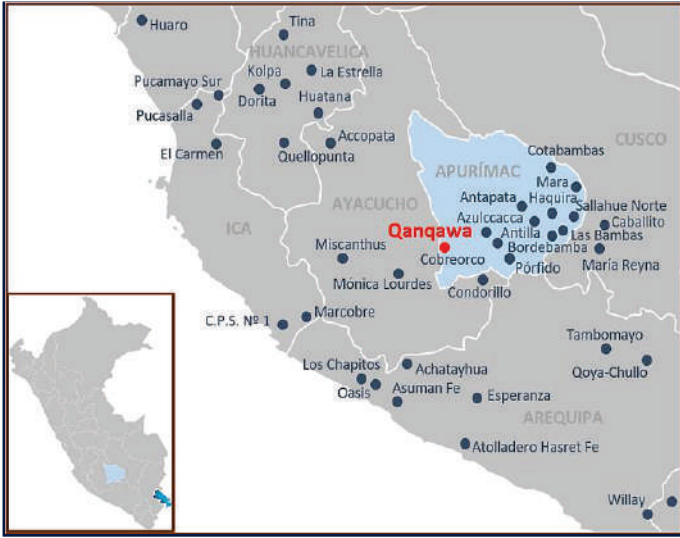 Huaro
Tina
HUANCAVELICA
Kolpa
La Estrella
Pucamayo Sur
Dorita
Huatana
Pucasalla
El Carmen
Quellopunta
Accopata
CUSCO
Cotabambas
APURÍMAC
Mara
Antapata
Haquira
Sallahue Norte
AYACUCHO
Azulccacca
Caballito
ICA
Qanqawa
Antilla
Las Bambas
Miscanthus
Cobreorco
Bordebamba
María Reyna
Mónica Lourdes
Pórfido
Condorillo
C.P.S. Nº 1
Marcobre
Tambomayo
Los Chapitos
Achatayhua
Qoya-Chullo
Oasis
Asuman Fe
Esperanza
AREQUIPA
Atolladero Hasret Fe
Willay